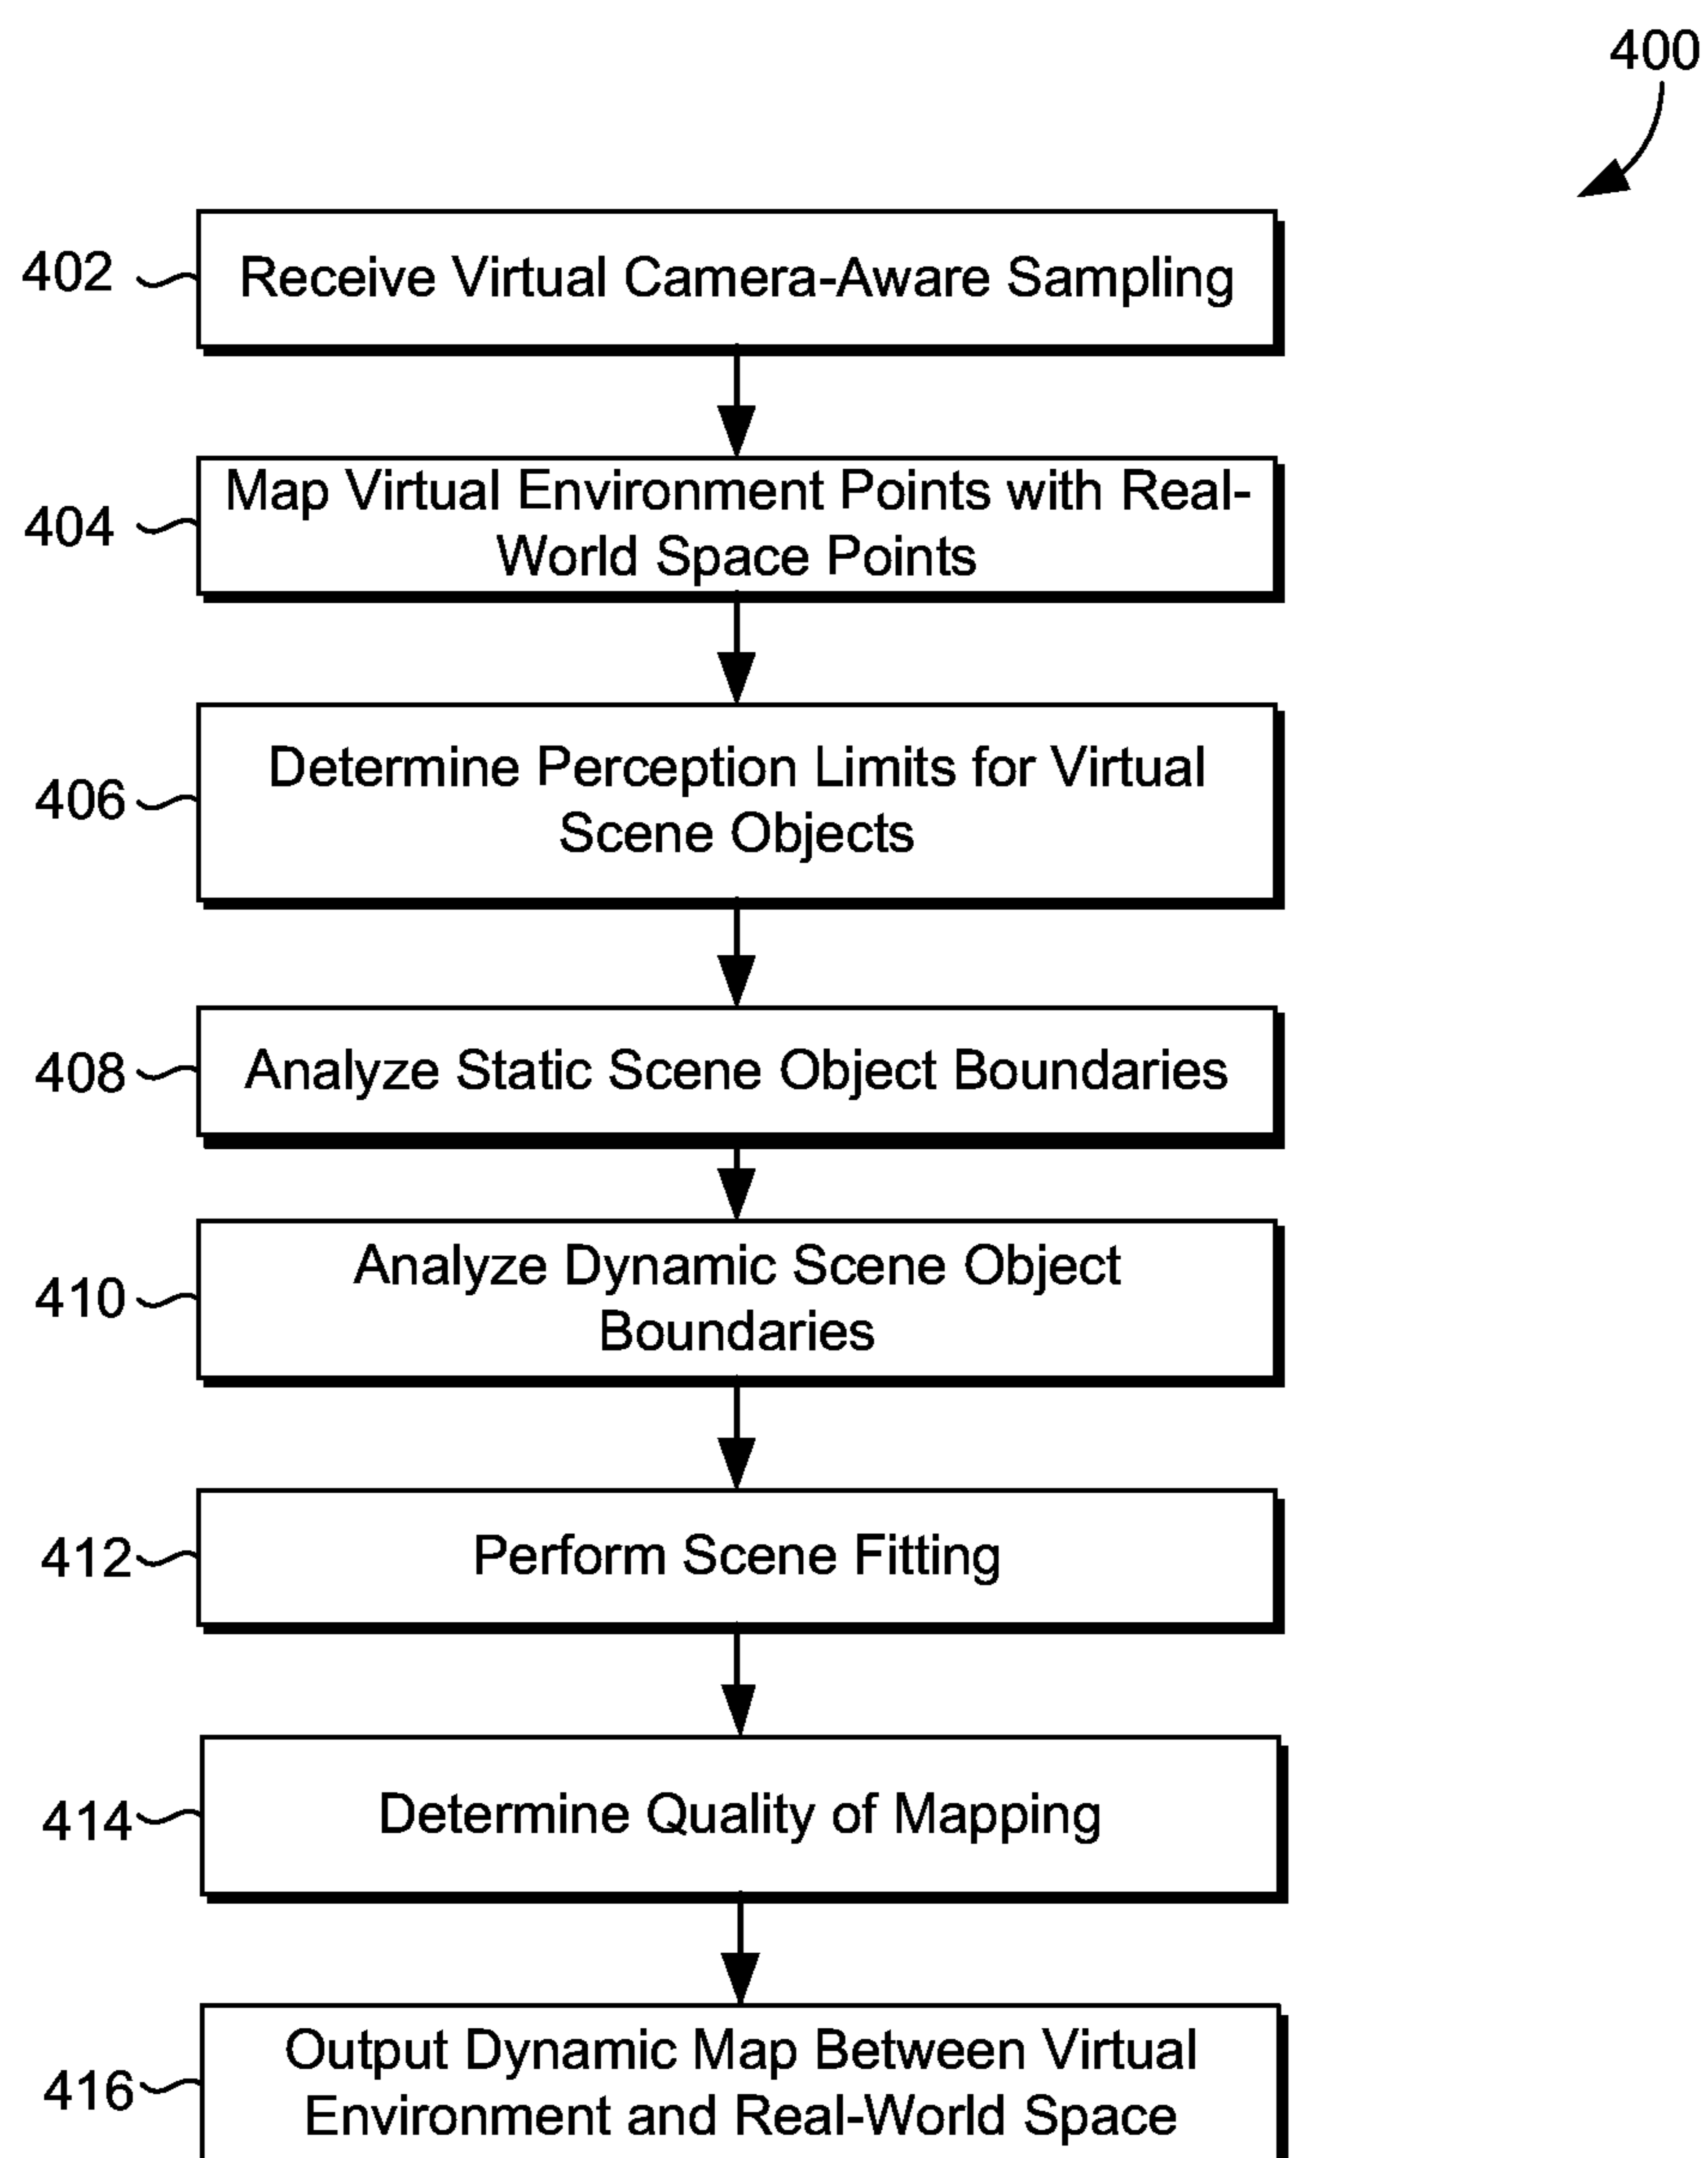 400
402
Receive Virtual Camera-Aware Sampling
404
Map Virtual Environment Points with Real-
World Space Points
406
Determine Perception Limits for Virtual
Scene Objects
408
Analyze Static Scene Object Boundaries
410
Analyze Dynamic Scene Object
Boundaries
412
Perform Scene Fitting
414
Determine Quality of Mapping
416
Output Dynamic Map Between Virtual
Environment and Real-World Space